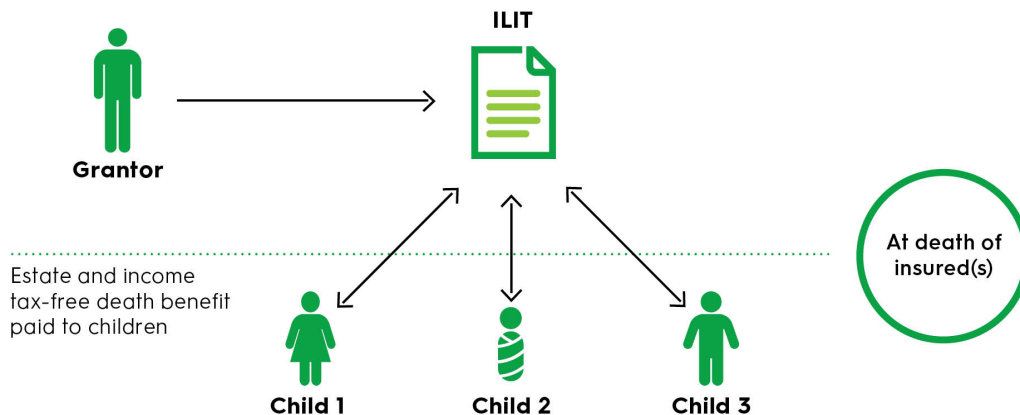 ILIT
Grantor
At death of
insured(s)
Estate and income
tax-free death benefit
paid to children
Child 1
Child 2
Child 3